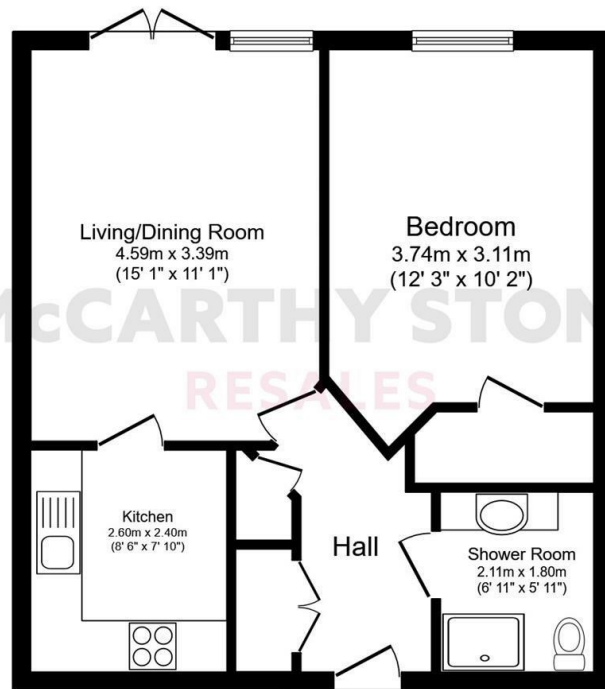 Living/Dining Room
4.59m x 3.39m
(15' 1" x 11' 1")
Bedroom
3.74m x 3.11m
(12' 3" x 10' 2")
McCARTHY STON
RESALES
Kitchen
2.60m x 2.40m
(8' 6" x 7' 10")
Hall
Shower Room
2.11m x 1.80m
(6' 11" x 5' 11")